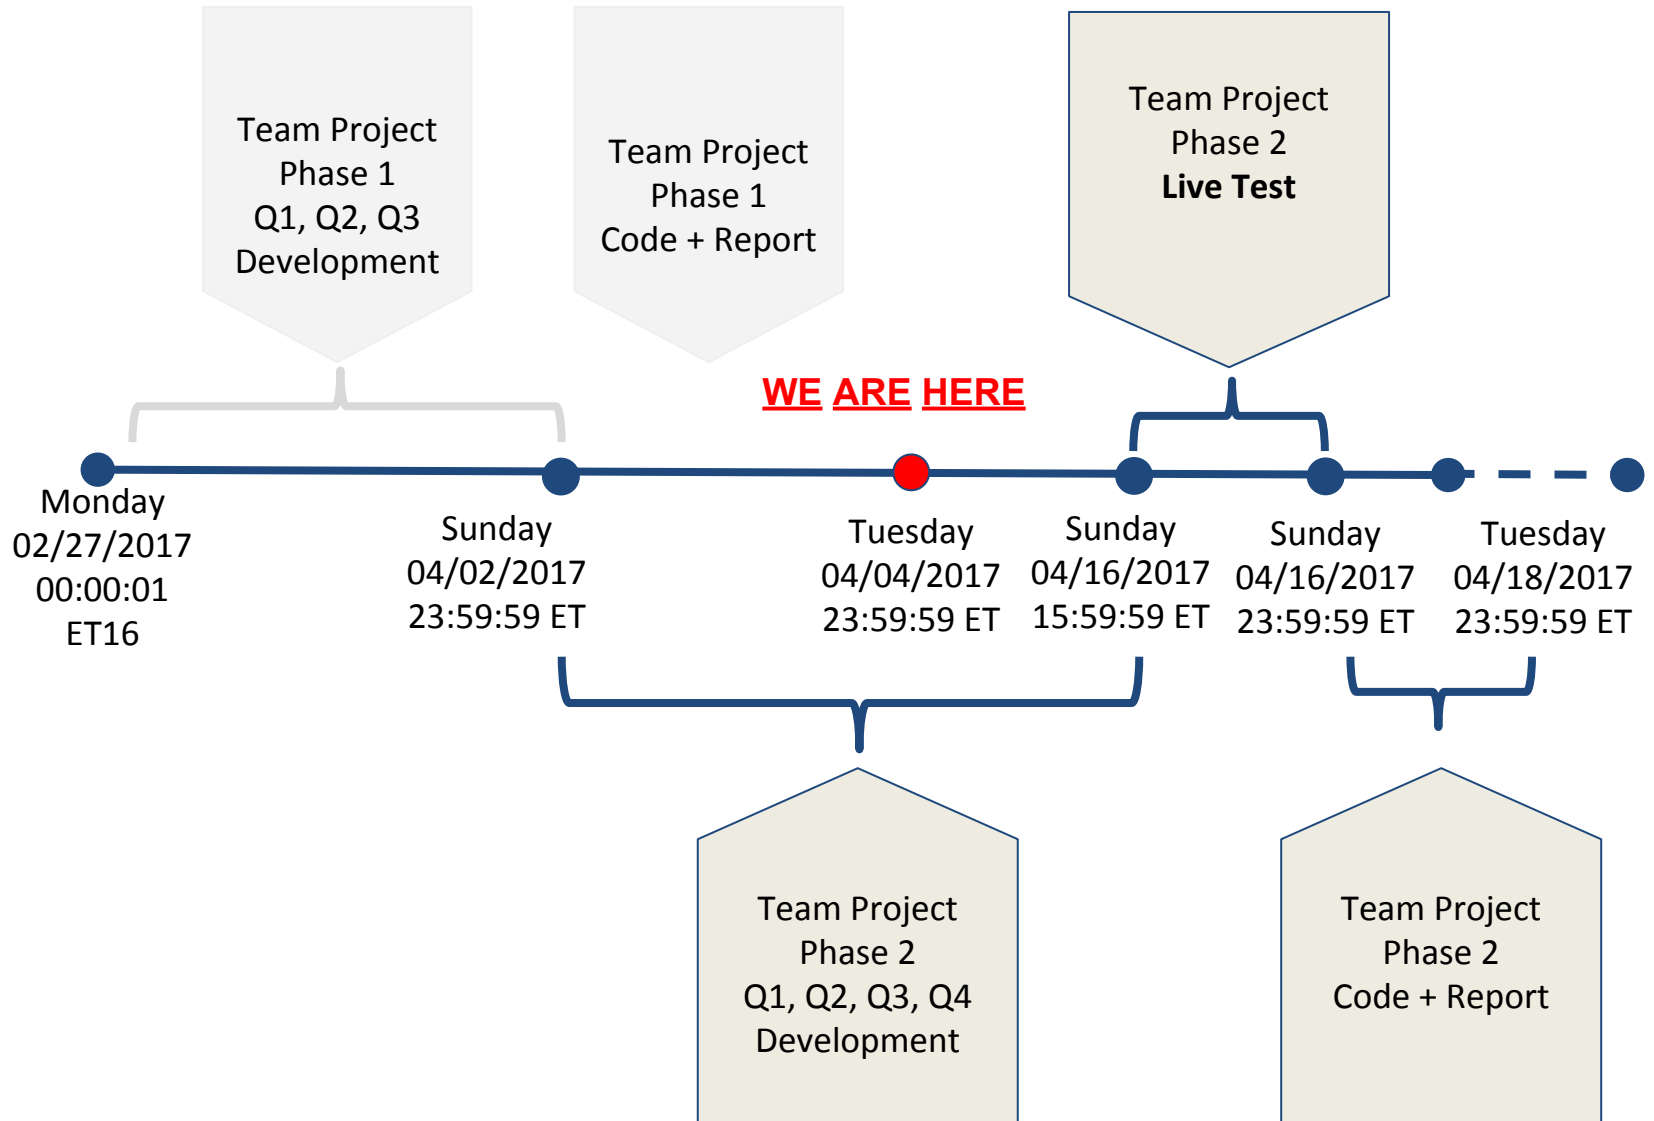 Team Project
Phase 1
Q1, Q2, Q3
Development
Team Project
Phase 1
Code + Report
Team Project
Phase 2
Live Test
WE ARE HERE
Monday
02/27/2017
00:00:01
ET16
Sunday
04/02/2017
23:59:59 ET
Tuesday
04/04/2017
23:59:59 ET
Sunday
04/16/2017
15:59:59 ET
Sunday
04/16/2017
23:59:59 ET
Tuesday
04/18/2017
23:59:59 ET
Team Project
Phase 2
Q1, Q2, Q3, Q4
Development
Team Project
Phase 2
Code + Report